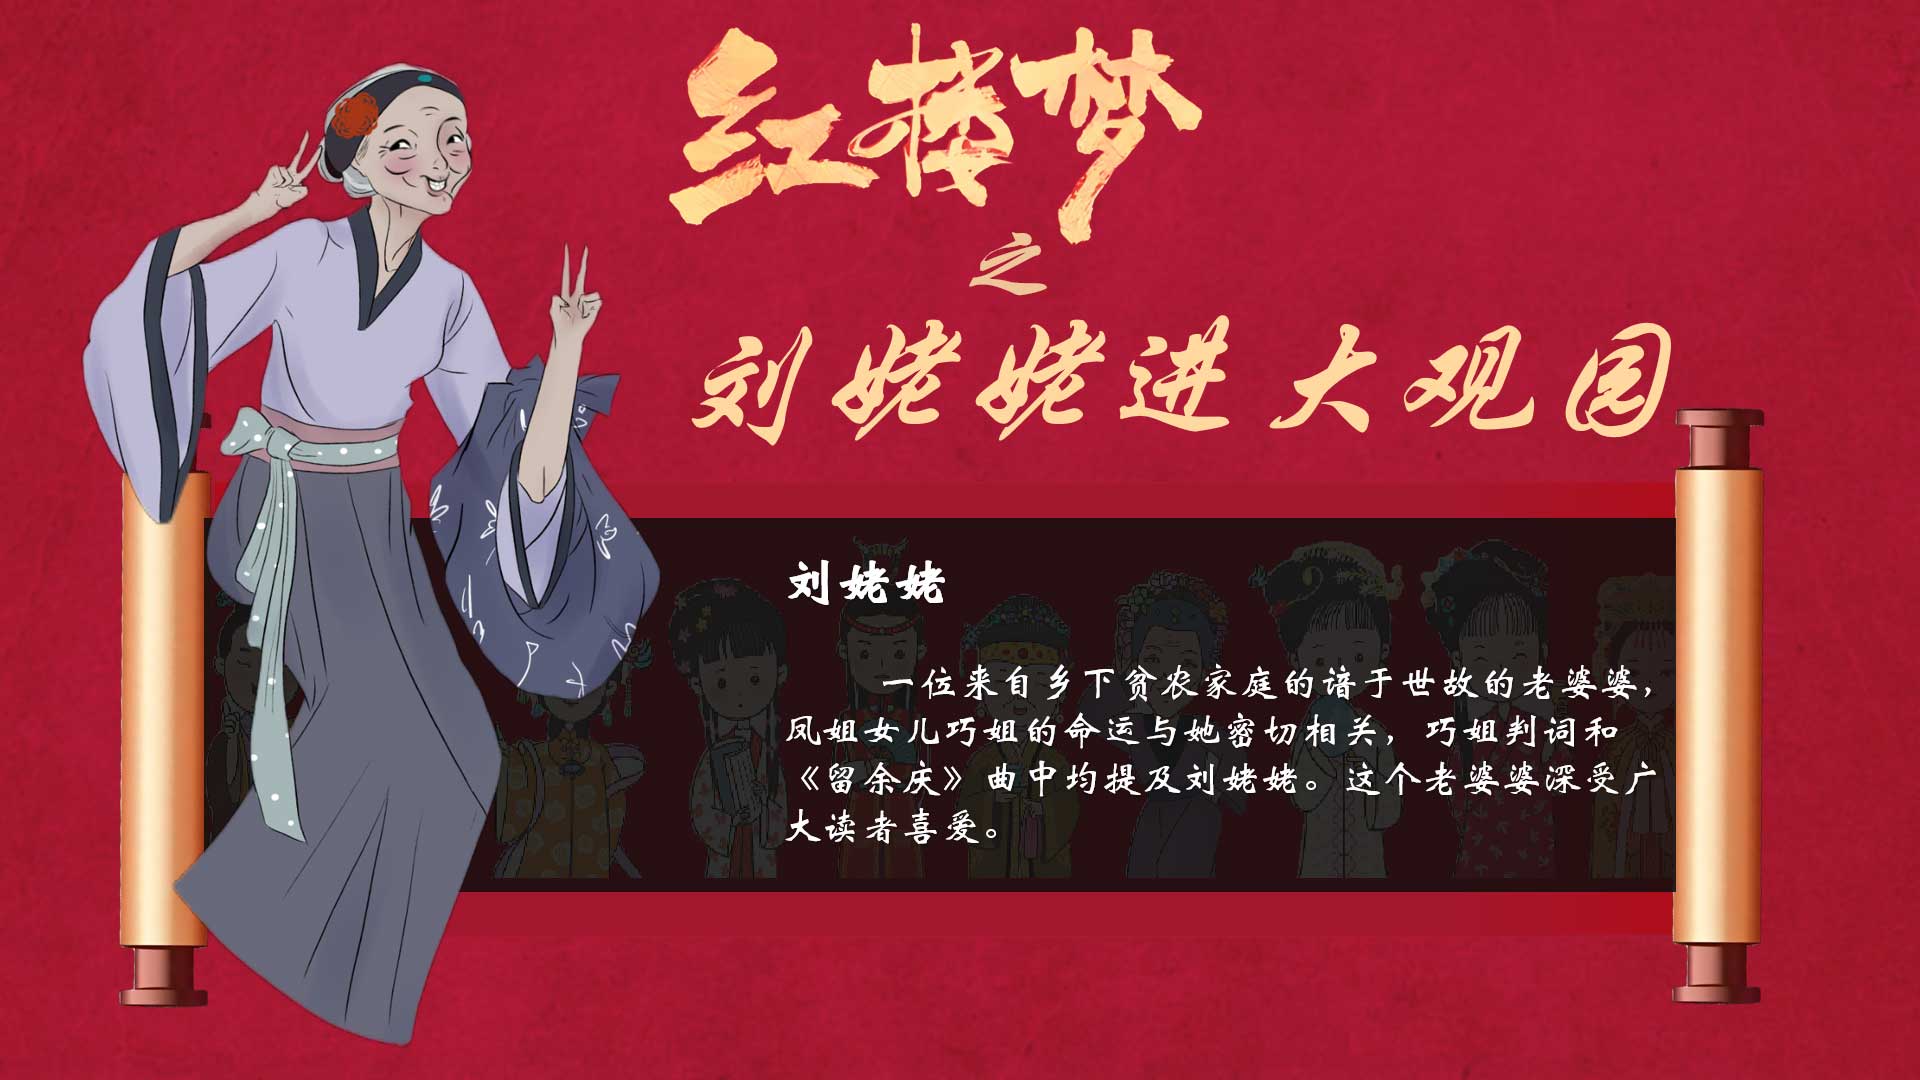 红楼梦
之
刘姥姥进大观园
刘姥姥
一位来自乡下贫农家庭的谙于世故的老婆婆，
凤姐女儿巧姐的命运与她密切相关，巧姐判词和
《留余庆》曲中均提及刘姥姥。这个老婆婆深受广
大读者喜爱。